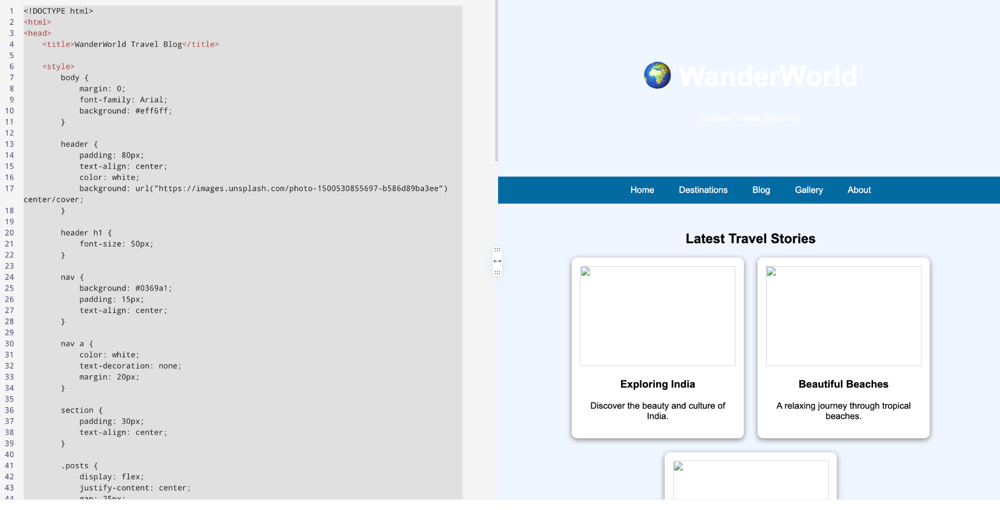 1 <!DOCTYPE html>
2 <html>
3 <head>
4 <title>WanderWorld Travel Blog</title>
5
6 <style>
7 body {
8 margin: 0;
9 font-family: Arial;
10 background: #eff6ff;
11 }
12
13 header {
14 padding: 80px;
15 text-align: center;
16 color: white;
17 background: url("https://images.unsplash.com/photo-1500530855697-b586d89ba3ee")
center/cover;
18 }
19
20 header h1 {
21 font-size: 50px;
22 }
23
24 nav {
25 background: #0369a1;
26 padding: 15px;
27 text-align: center;
28 }
29
30 nav a {
31 color: white;
32 text-decoration: none;
33 margin: 20px;
34 }
35
36 section {
37 padding: 30px;
38 text-align: center;
39 }
40
41 .posts {
42 display: flex;
43 justify-content: center;
44 gap: 25px;
WanderWorld
Explore. Travel. Discover.
Home Destinations Blog Gallery About
Latest Travel Stories
Exploring India
Discover the beauty and culture of
India.
Beautiful Beaches
A relaxing journey through tropical
beaches.